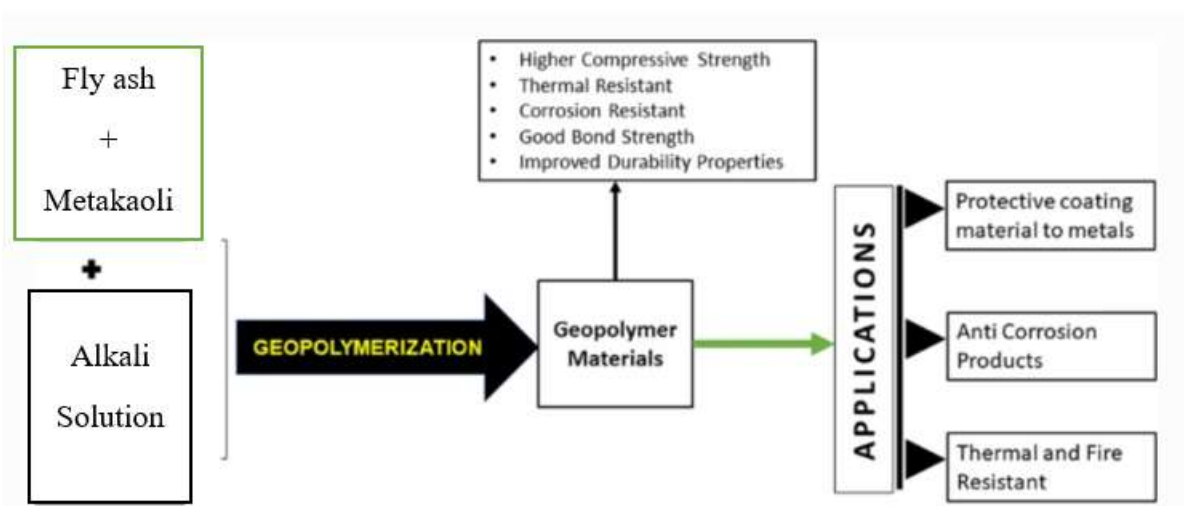 Fly ash
+
Metakaoli
+
Alkali
Solution
GEOPOLYMERIZATION
• Higher Compressive Strength
• Thermal Resistant
• Corrosion Resistant
• Good Bond Strength
• Improved Durability Properties
Geopolymer
Materials
APPLICATIONS
Protective coating
material to metals
Anti Corrosion
Products
Thermal and Fire
Resistant